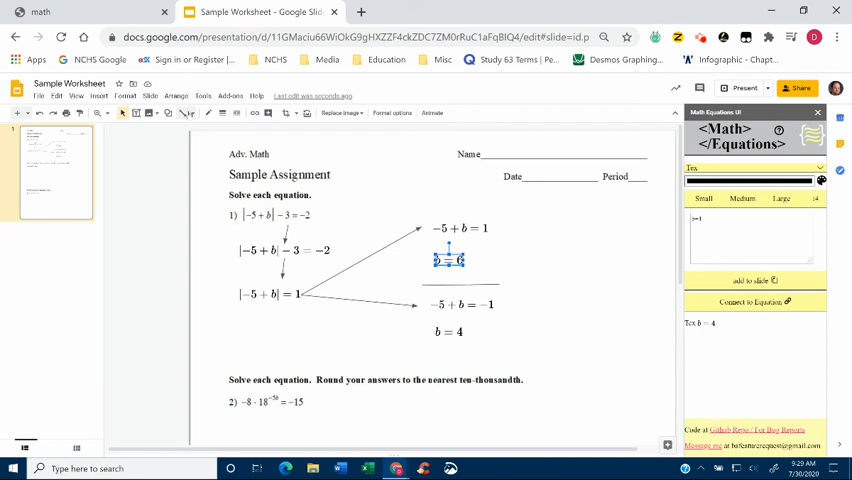 math
Sample Worksheet - Google Slid
docs.google.com/presentation/d/11GMaciu66WiOkG9gHXZZF4ckZDC7ZM0rRuC1aFqBIQ4/edit#slide=id.p
NCHS Google
Sign in or Register |...
NCHS
Media
Education
Misc
Study 63 Terms | Pe...
Desmos Graphing...
Infographic - Chapt...
Sample Worksheet
File Edit View Insert Format Slide Arrange Tools Add-ons Help
Last edit was seconds ago
Present
Share
Replace image
Format options
Animate
1
Adv. Math
Name
Sample Assignment
Date Period
Solve each equation.
1) |−5 + b| − 3 = −2
−5 + b = 1
|−5 + b| − 3 = −2
b = 6
|−5 + b| = 1
−5 + b = −1
b = 4
Solve each equation. Round your answers to the nearest ten-thousandth.
2) −8 · 18^−5b = −15
Math Equations UI
<Math>
</Equations>
Tex
Small Medium Large 14
add to slide
Connect to Equation
Tex b = 4
Code at Github Repo / For Bug Reports
Message me at bafeaturerequest@gmail.com
Type here to search
9:29 AM
7/30/2020